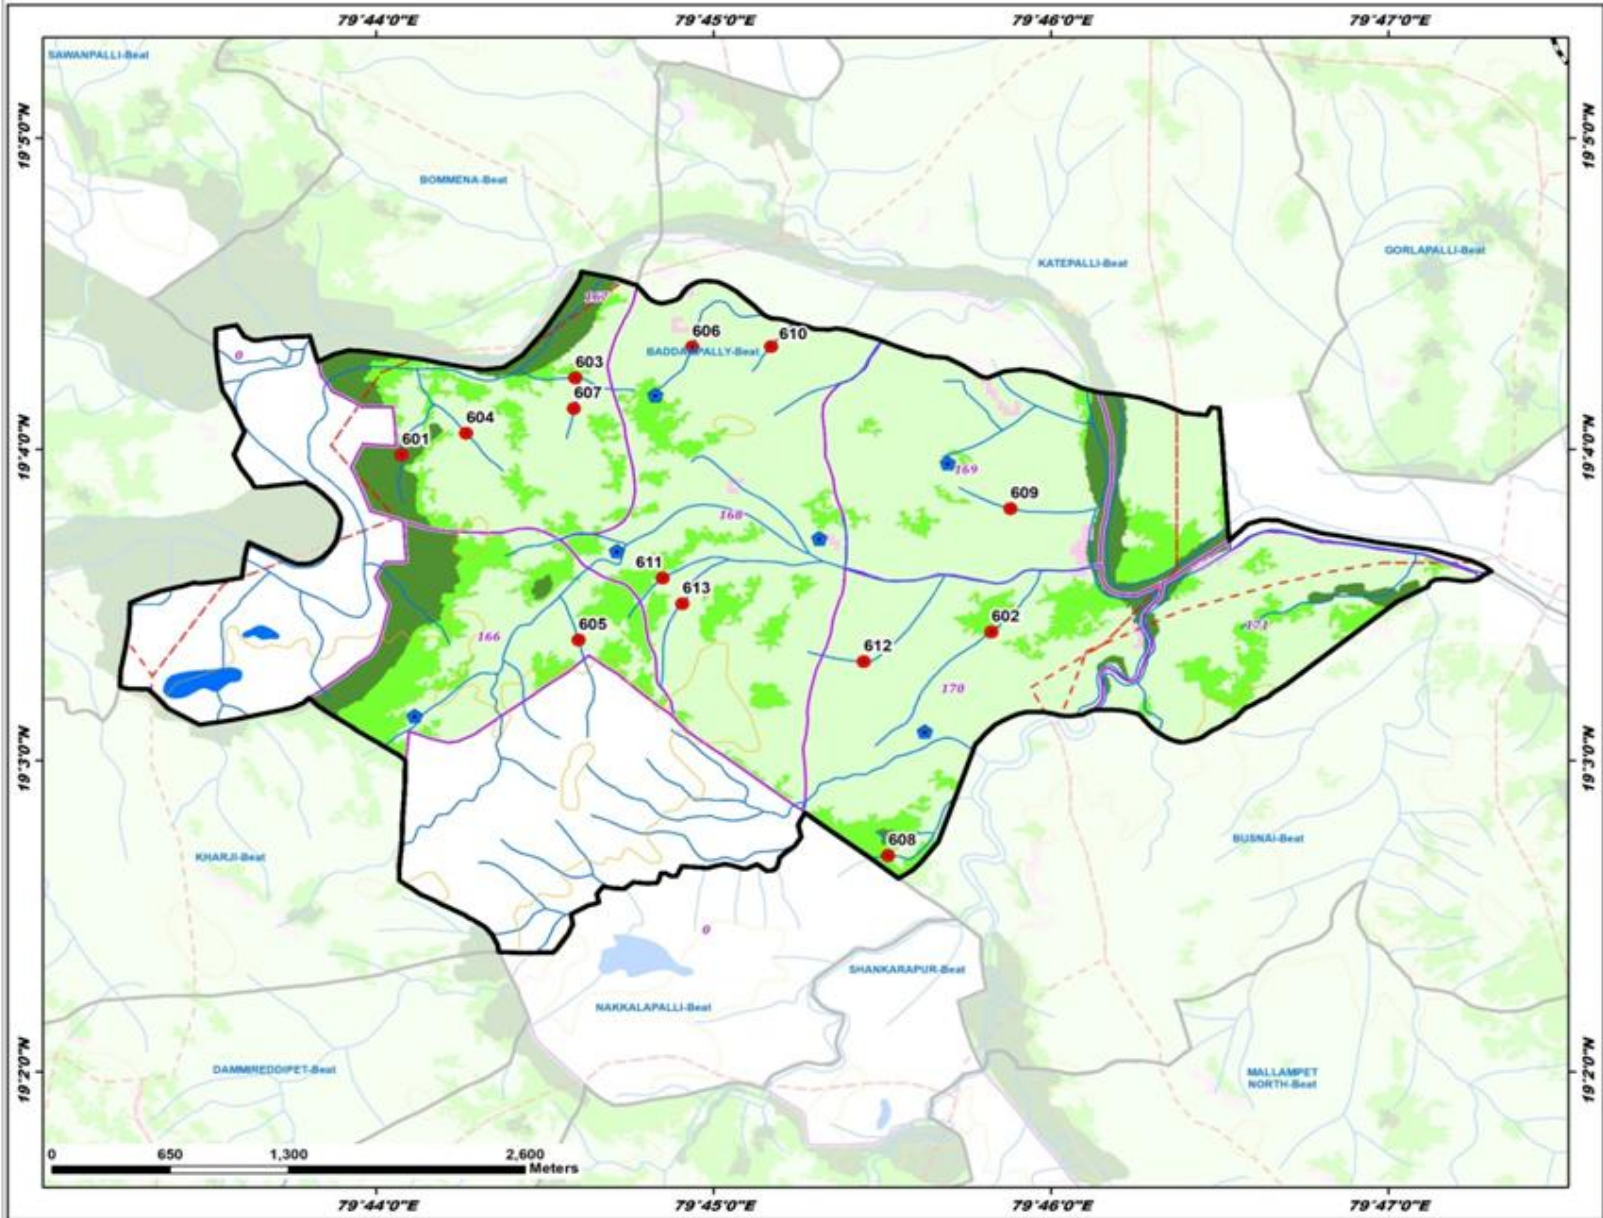 79°44'0"E 79°45'0"E 79°46'0"E 79°47'0"E
SAWANPALLI-Beat
19°5'0"N 19°5'0"N
BOMMENA-Beat
GORLAPALLI-Beat
KATEPALLI-Beat
167
606 610
0
BADDAMPALLY-Beat
603
607
604
601
19°4'0"N 19°4'0"N
169
609
168
611
613
602
605
166
171
612
170
19°3'0"N 19°3'0"N
608
BUSNAI-Beat
KHARJI-Beat
0
SHANKARAPUR-Beat
NAKKALAPALLI-Beat
DAMMIREDDIPET-Beat
MALLAMPET
NORTH-Beat
19°2'0"N 19°2'0"N
0 650 1,300 2,600
Meters
79°44'0"E 79°45'0"E 79°46'0"E 79°47'0"E